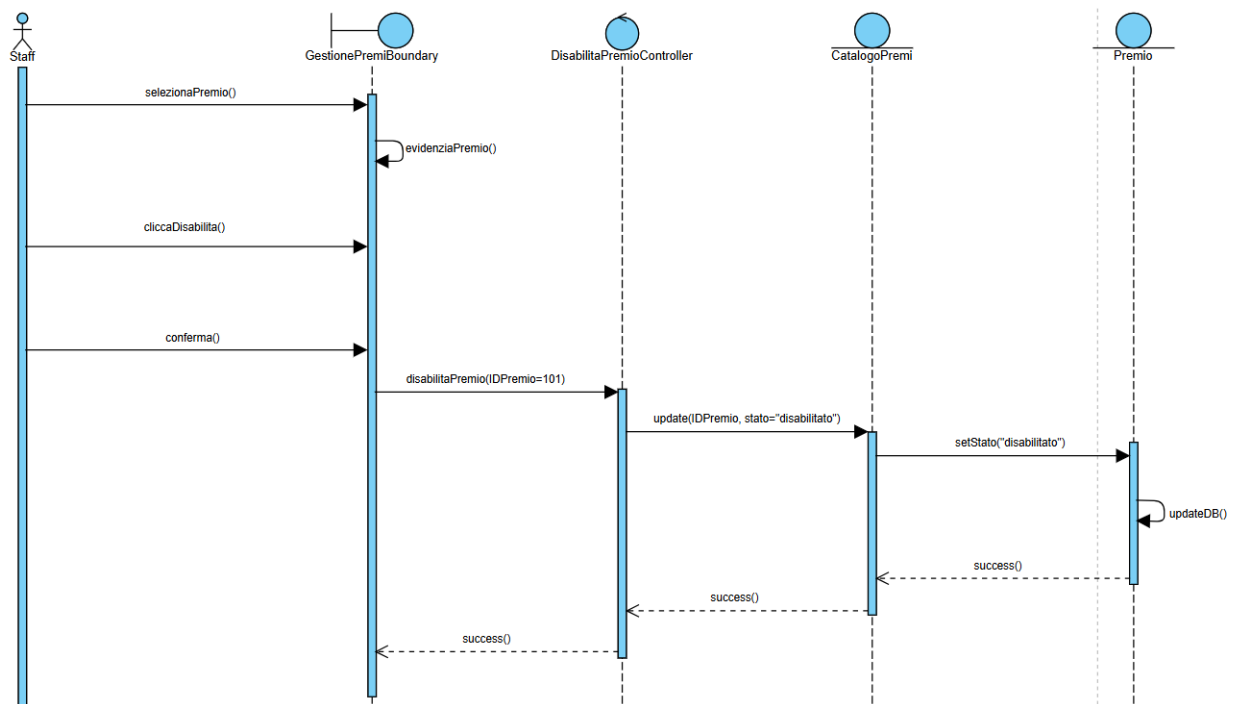 Staff
GestionePremiBoundary
DisabilitaPremioController
CatalogoPremi
Premio
selezionaPremio()
evidenziaPremio()
cliccaDisabilita()
conferma()
disabilitaPremio(IDPremio=101)
update(IDPremio, stato="disabilitato")
setStato("disabilitato")
updateDB()
success()
success()
success()